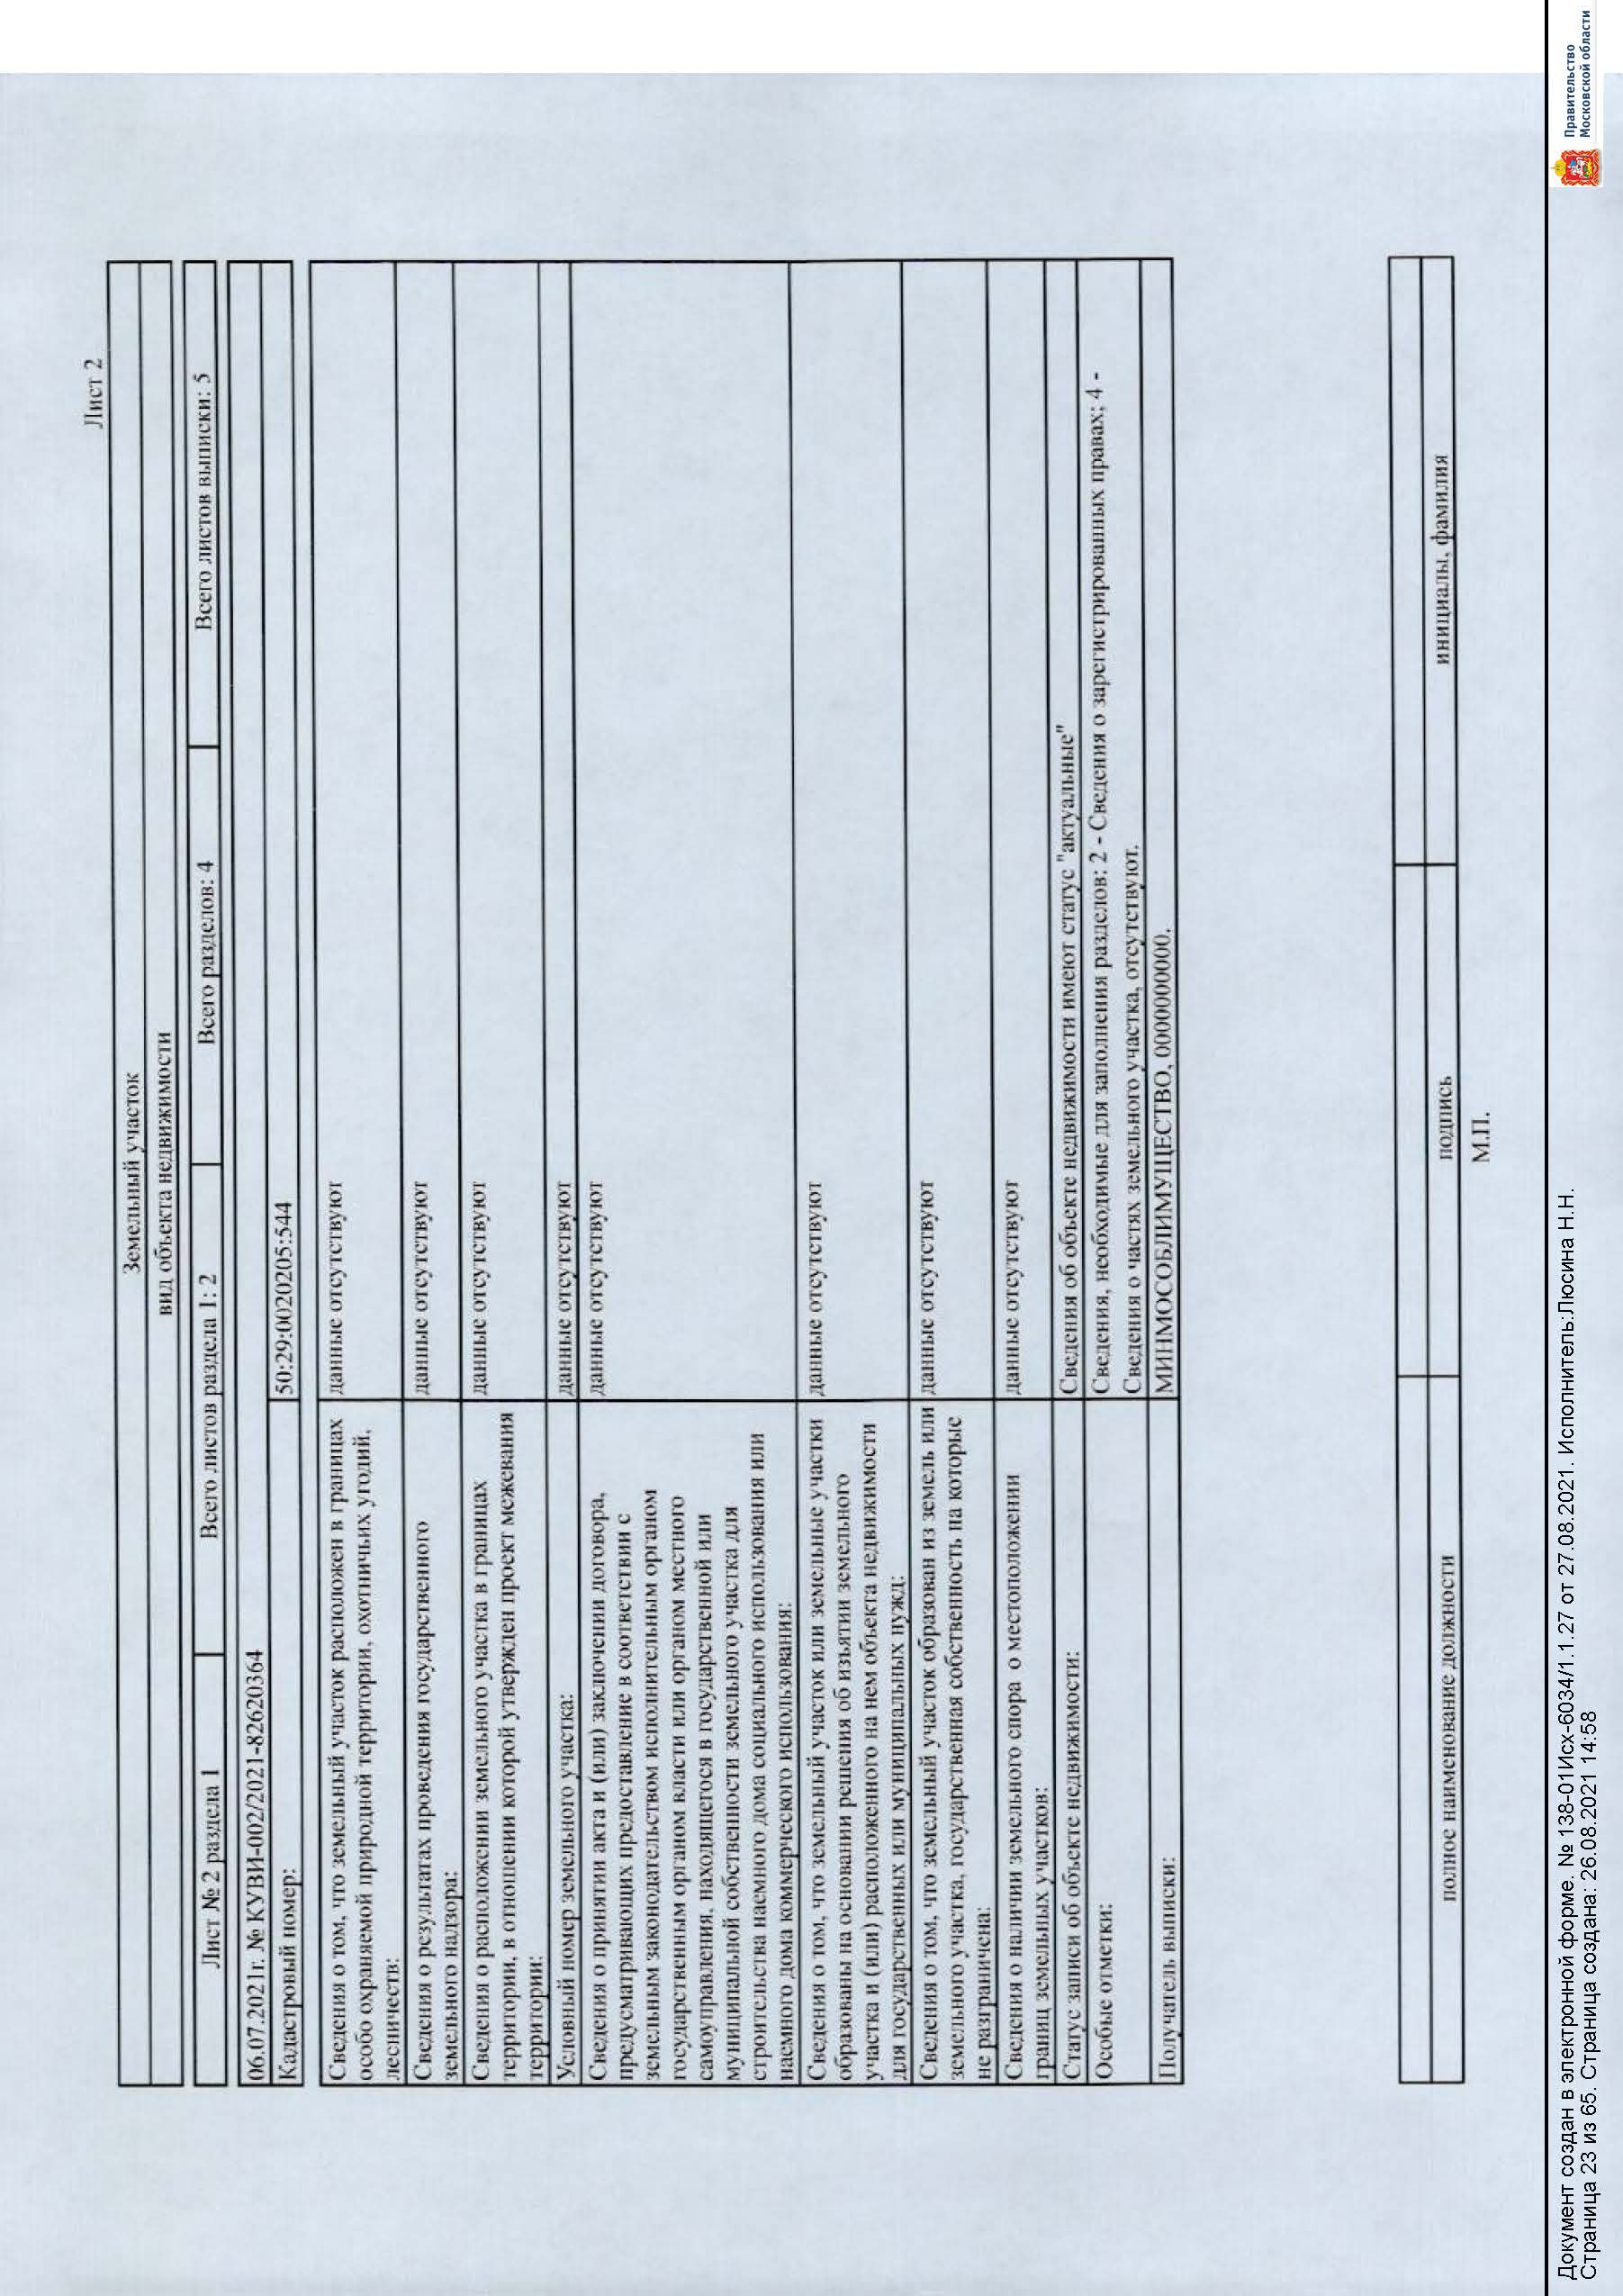 Лист 2
Земельный участок
вид объекта недвижимости
Лист № 2 раздела 1 Всего листов раздела 1: 2 Всего разделов: 4 Всего листов выписки: 5
06.07.2021г. № КУВИ-002/2021-82620364
Кадастровый номер: 50:29:0020205:544
Сведения о том, что земельный участок расположен в границах данные отсутствуют
особо охраняемой природной территории, охотничьих угодий,
лесничеств:
Сведения о результатах проведения государственного данные отсутствуют
земельного надзора:
Сведения о расположении земельного участка в границах данные отсутствуют
территории, в отношении которой утвержден проект межевания
территории:
Условный номер земельного участка: данные отсутствуют
Сведения о принятии акта и (или) заключении договора, данные отсутствуют
предусматривающих предоставление в соответствии с
земельным законодательством исполнительным органом
государственным органом власти или органом местного
самоуправления, находящегося в государственной или
муниципальной собственности земельного участка для
строительства наемного дома социального использования или
наемного дома коммерческого использования:
Сведения о том, что земельный участок или земельные участки данные отсутствуют
образованы на основании решения об изъятии земельного
участка и (или) расположенного на нем объекта недвижимости
для государственных или муниципальных нужд:
Сведения о том, что земельный участок образован из земель или данные отсутствуют
земельного участка, государственная собственность на которые
не разграничена:
Сведения о наличии земельного спора о местоположении данные отсутствуют
границ земельных участков:
Статус записи об объекте недвижимости: Сведения об объекте недвижимости имеют статус "актуальные"
Особые отметки: Сведения, необходимые для заполнения разделов: 2 - Сведения о зарегистрированных правах; 4 -
Сведения о частях земельного участка, отсутствуют.
Получатель выписки: МИНМОСОБЛИМУЩЕСТВО, 0000000000.
полное наименование должности подпись инициалы, фамилия
М.П.
Документ создан в электронной форме. № 138-01Исх-6034/1.1.27 от 27.08.2021. Исполнитель:Люсина Н.Н.
Страница 23 из 65. Страница создана: 26.08.2021 14:58
Правительство
Московской области